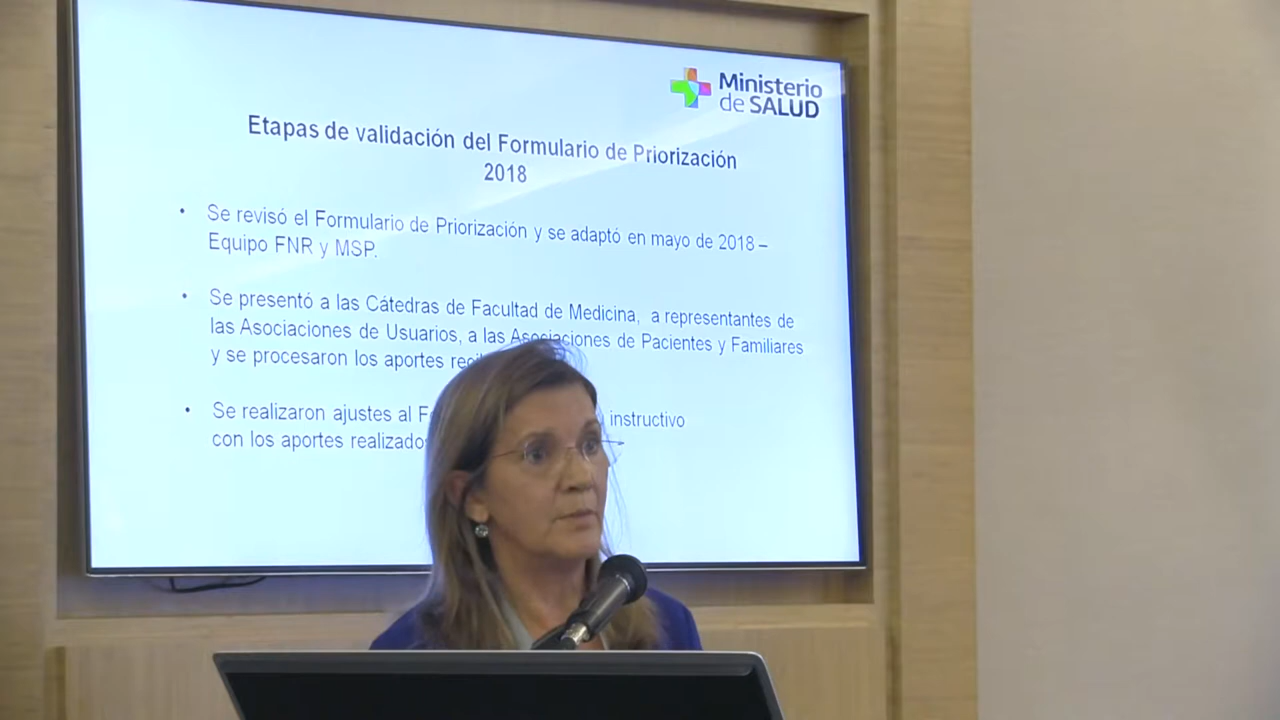 Ministerio
de SALUD
Etapas de validación del Formulario de Priorización
2018
• Se revisó el Formulario de Priorización y se adaptó en mayo de 2018 –
Equipo FNR y MSP.
• Se presentó a las Cátedras de Facultad de Medicina, a representantes de
las Asociaciones de Usuarios, a las Asociaciones de Pacientes y Familiares
y se procesaron los aportes
• Se realizaron ajustes al instructivo
con los aportes realizados